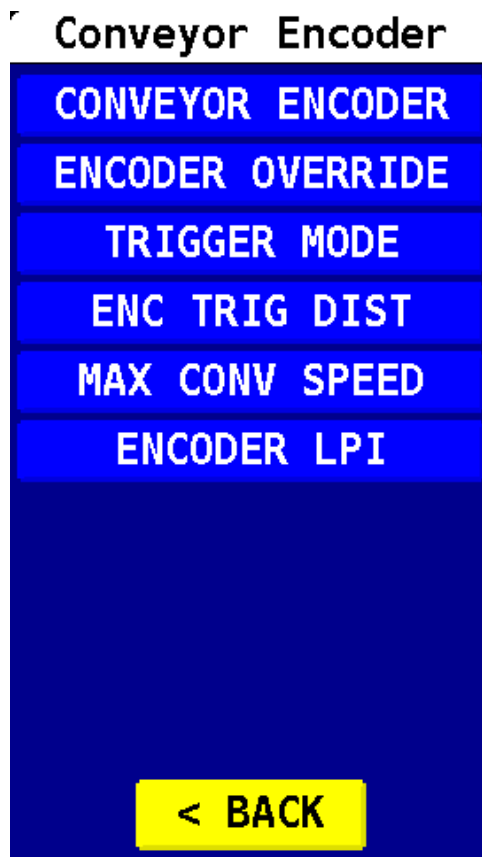 Conveyor Encoder
CONVEYOR ENCODER
ENCODER OVERRIDE
TRIGGER MODE
ENC TRIG DIST
MAX CONV SPEED
ENCODER LPI
< BACK